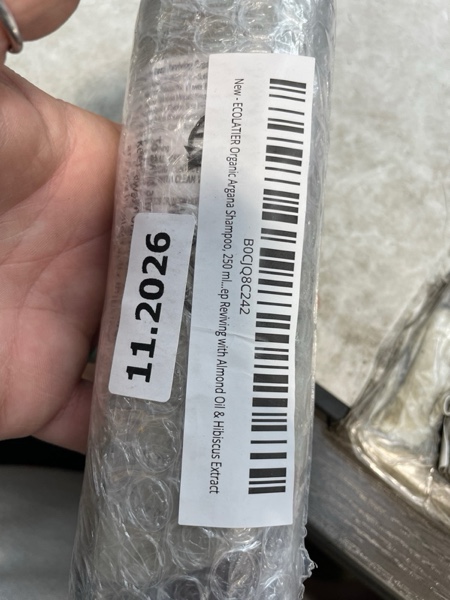 B0CJQ8C242
New - ECOLATIER Organic Argana Shampoo, 250 ml...ep Reviving with Almond Oil & Hibiscus Extract
11.2026